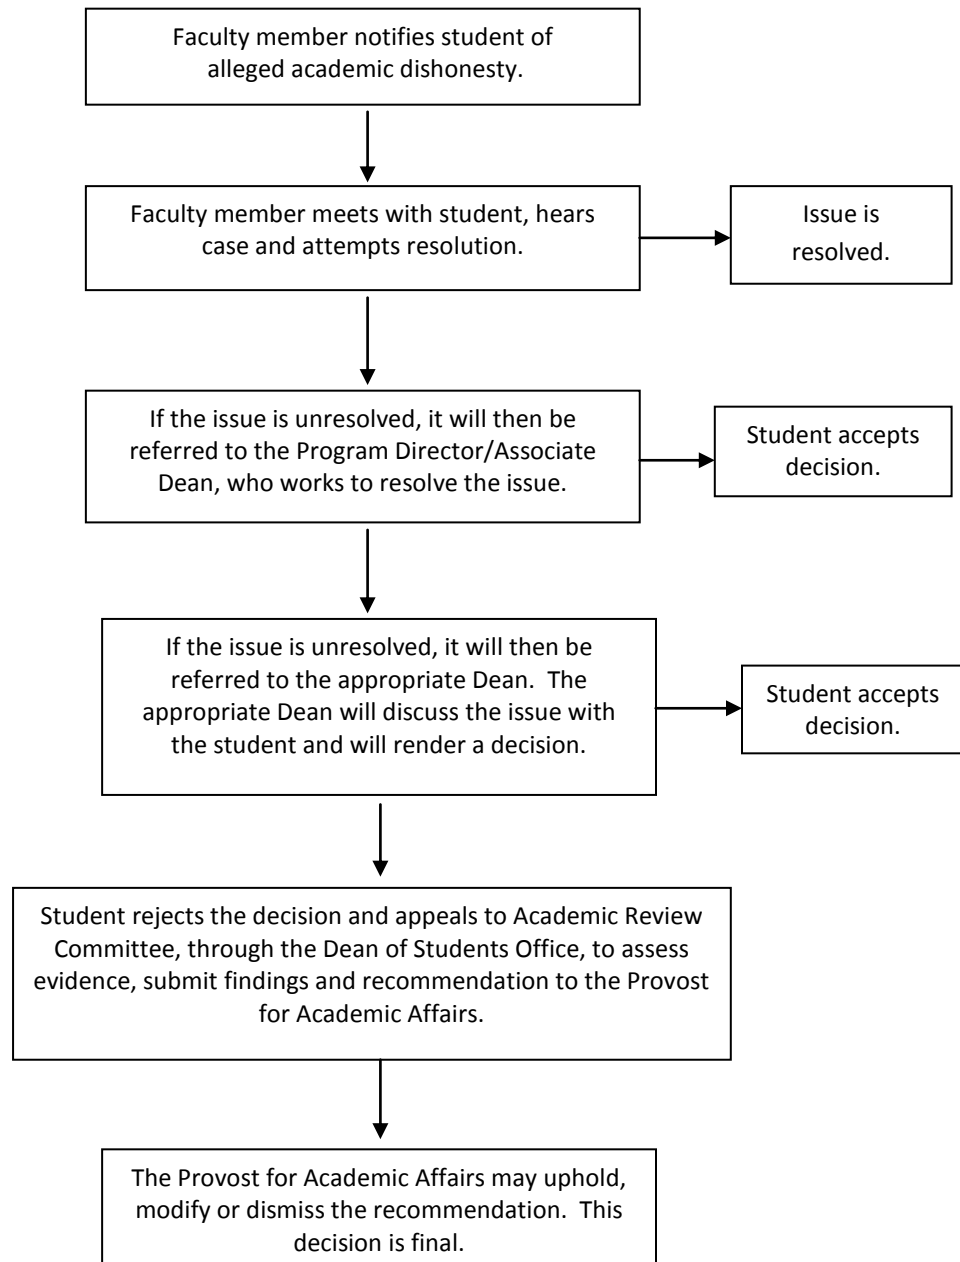 Faculty member notifies student of
alleged academic dishonesty.
Faculty member meets with student, hears
case and attempts resolution.
Issue is
resolved.
If the issue is unresolved, it will then be
referred to the Program Director/Associate
Dean, who works to resolve the issue.
Student accepts
decision.
If the issue is unresolved, it will then be
referred to the appropriate Dean.  The
appropriate Dean will discuss the issue with
the student and will render a decision.
Student accepts
decision.
Student rejects the decision and appeals to Academic Review
Committee, through the Dean of Students Office, to assess
evidence, submit findings and recommendation to the Provost
for Academic Affairs.
The Provost for Academic Affairs may uphold,
modify or dismiss the recommendation.  This
decision is final.